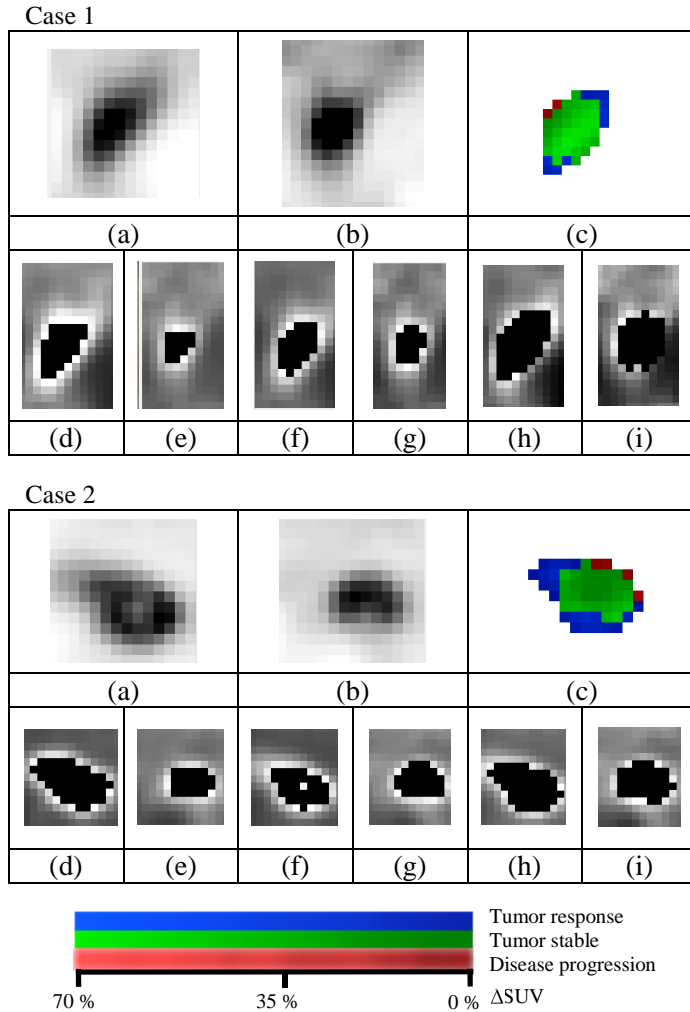 Case 1
(a) (b) (c)
(d) (e) (f) (g) (h) (i)
Case 2
(a) (b) (c)
(d) (e) (f) (g) (h) (i)
Tumor response
Tumor stable
Disease progression
70 % 35 % 0 % ΔSUV